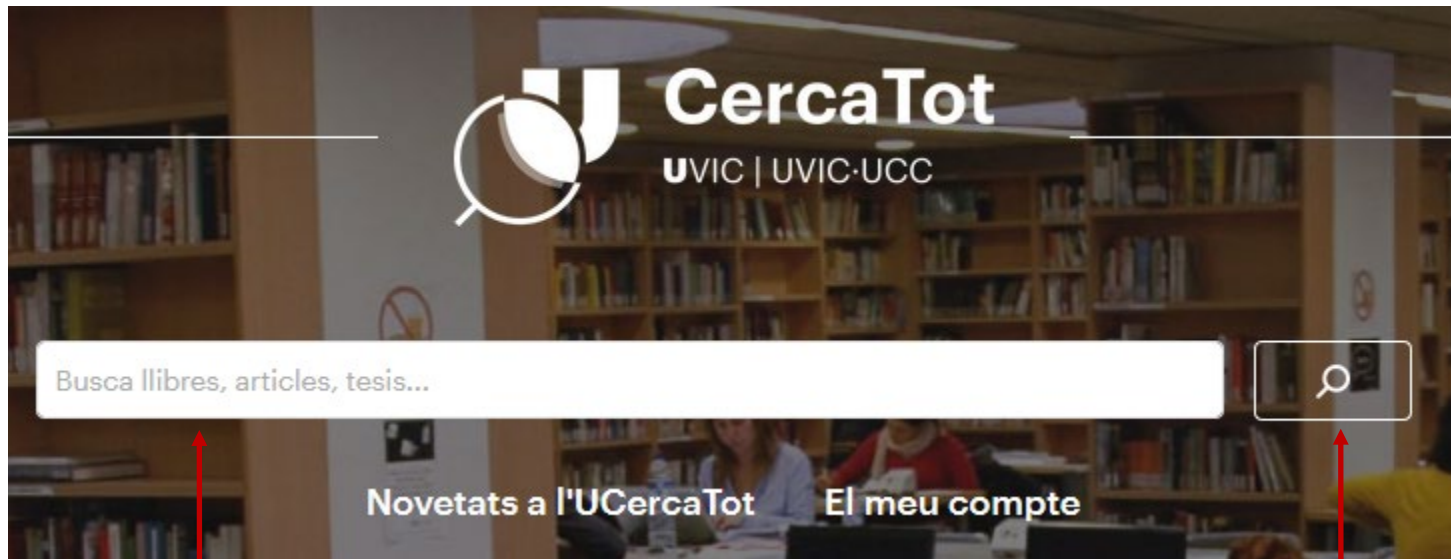 CercaTot
UVIC | UVIC·UCC
Busca llibres, articles, tesis...
Novetats a l'UCercaTot
El meu compte